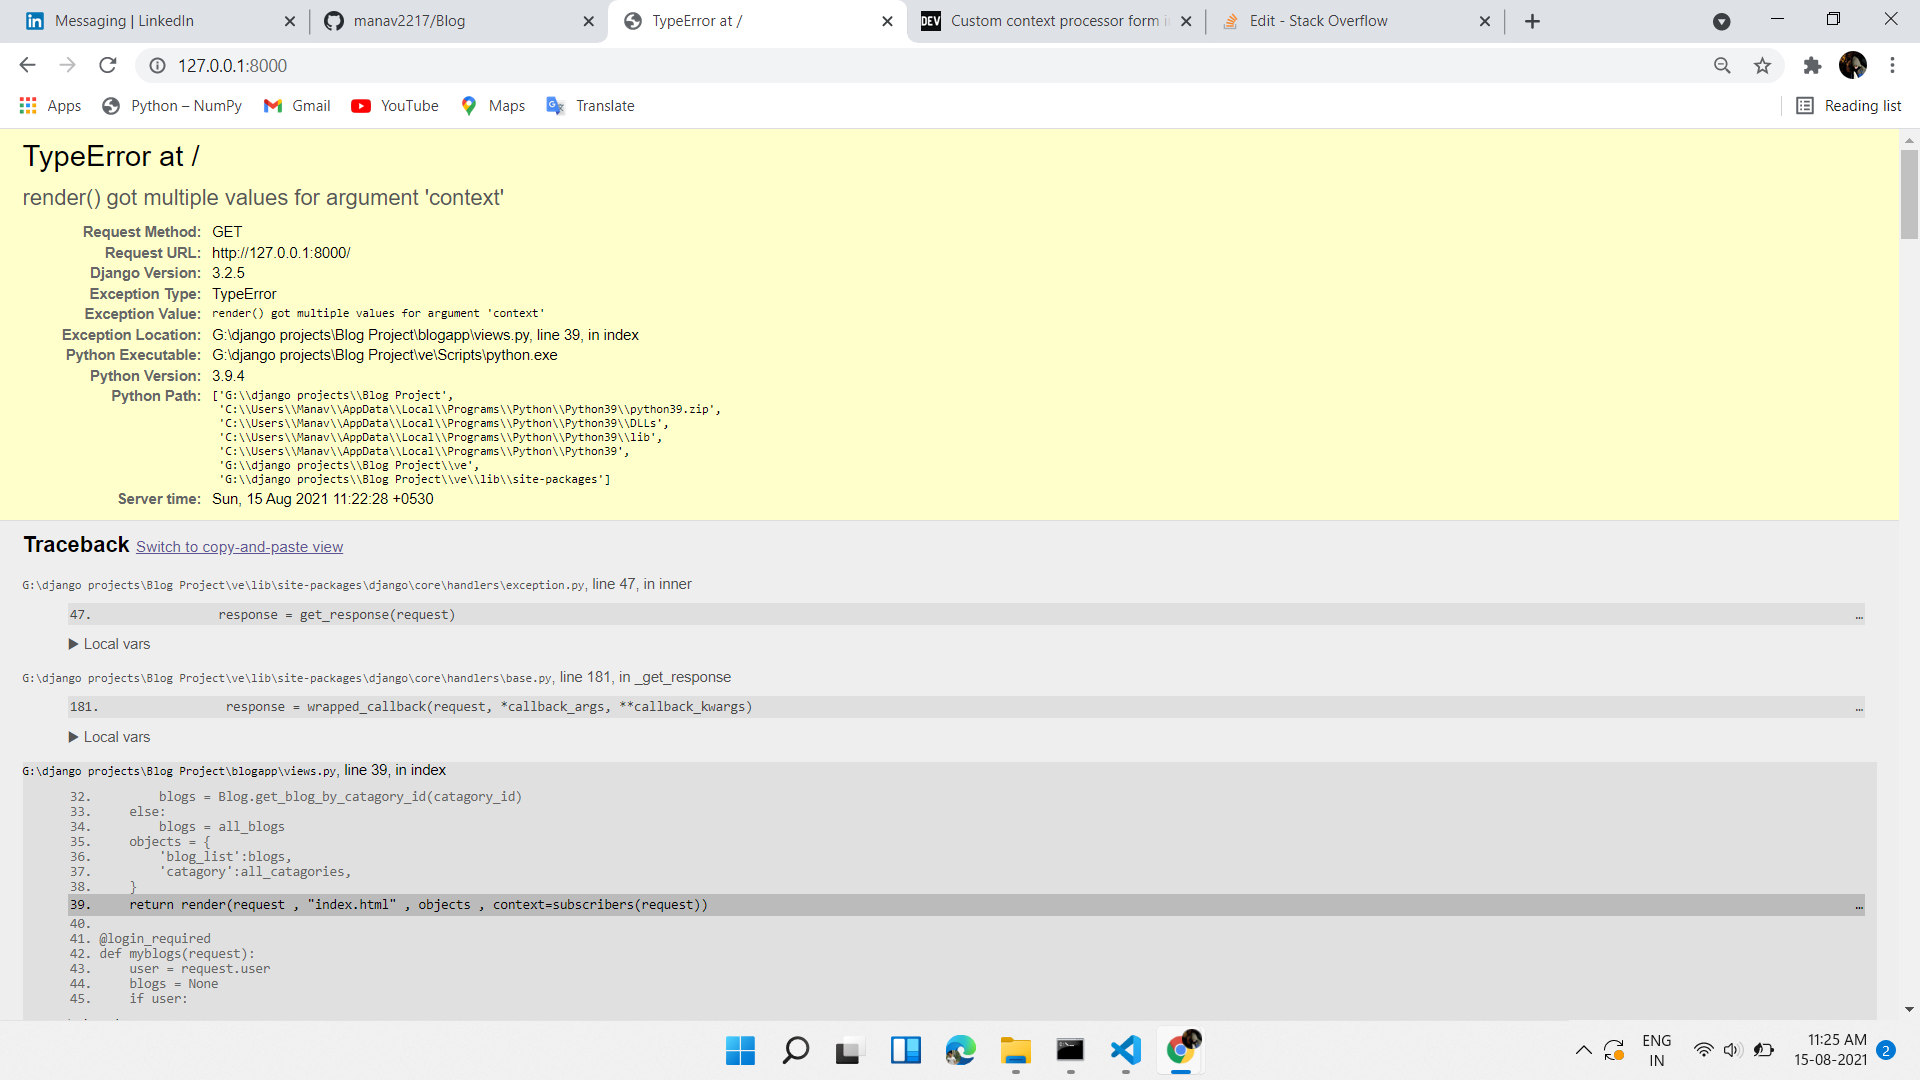 Messaging | LinkedIn
manav2217/Blog
TypeError at /
DEV Custom context processor form i
Edit - Stack Overflow
127.0.0.1:8000
Apps
Python – NumPy
Gmail
YouTube
Maps
Translate
Reading list
TypeError at /
render() got multiple values for argument 'context'
Request Method: GET
Request URL: http://127.0.0.1:8000/
Django Version: 3.2.5
Exception Type: TypeError
Exception Value: render() got multiple values for argument 'context'
Exception Location: G:\django projects\Blog Project\blogapp\views.py, line 39, in index
Python Executable: G:\django projects\Blog Project\ve\Scripts\python.exe
Python Version: 3.9.4
Python Path: ['G:\\django projects\\Blog Project',
'C:\\Users\\Manav\\AppData\\Local\\Programs\\Python\\Python39\\python39.zip',
'C:\\Users\\Manav\\AppData\\Local\\Programs\\Python\\Python39\\DLLs',
'C:\\Users\\Manav\\AppData\\Local\\Programs\\Python\\Python39\\lib',
'C:\\Users\\Manav\\AppData\\Local\\Programs\\Python\\Python39',
'G:\\django projects\\Blog Project\\ve',
'G:\\django projects\\Blog Project\\ve\\lib\\site-packages']
Server time: Sun, 15 Aug 2021 11:22:28 +0530
Traceback Switch to copy-and-paste view
G:\django projects\Blog Project\ve\lib\site-packages\django\core\handlers\exception.py, line 47, in inner
47. response = get_response(request) …
▶ Local vars
G:\django projects\Blog Project\ve\lib\site-packages\django\core\handlers\base.py, line 181, in _get_response
181. response = wrapped_callback(request, *callback_args, **callback_kwargs) …
▶ Local vars
G:\django projects\Blog Project\blogapp\views.py, line 39, in index
32. blogs = Blog.get_blog_by_catagory_id(catagory_id)
33. else:
34. blogs = all_blogs
35. objects = {
36. 'blog_list':blogs,
37. 'catagory':all_catagories,
38. }
39. return render(request , "index.html" , objects , context=subscribers(request)) …
40.
41. @login_required
42. def myblogs(request):
43. user = request.user
44. blogs = None
45. if user:
ENG
IN
11:25 AM
15-08-2021
2